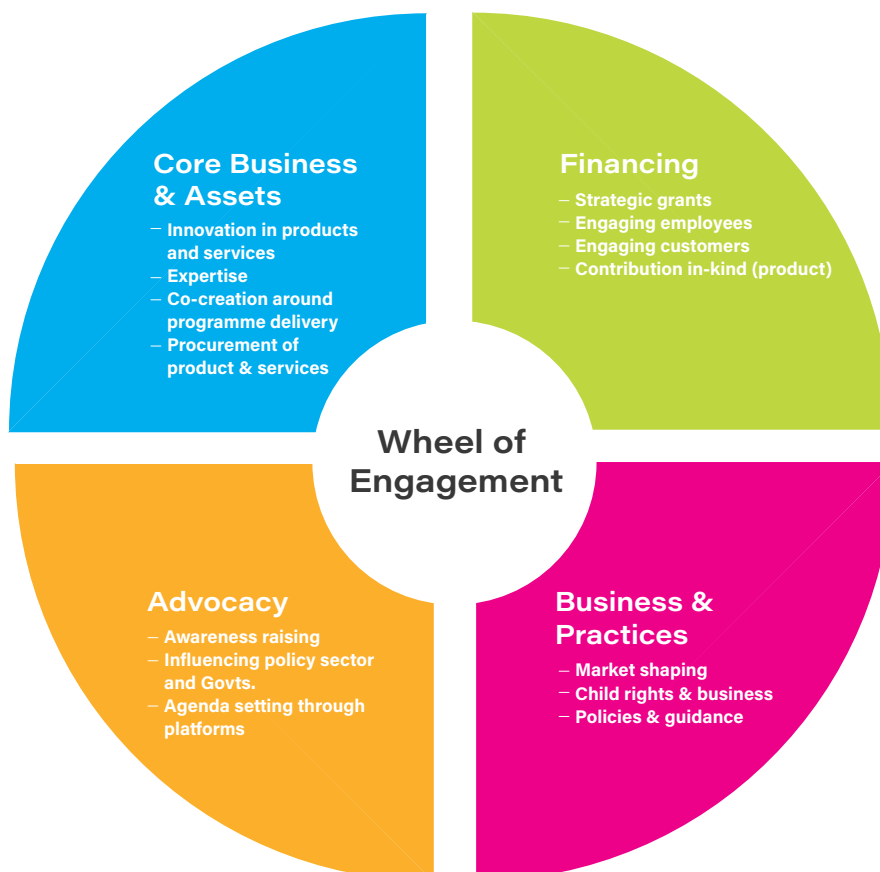 Core Business
& Assets
– Innovation in products
and services
– Expertise
– Co-creation around
programme delivery
– Procurement of
product & services
Financing
– Strategic grants
– Engaging employees
– Engaging customers
– Contribution in-kind (product)
Wheel of
Engagement
Advocacy
– Awareness raising
– Influencing policy sector
and Govts.
– Agenda setting through
platforms
Business &
Practices
– Market shaping
– Child rights & business
– Policies & guidance